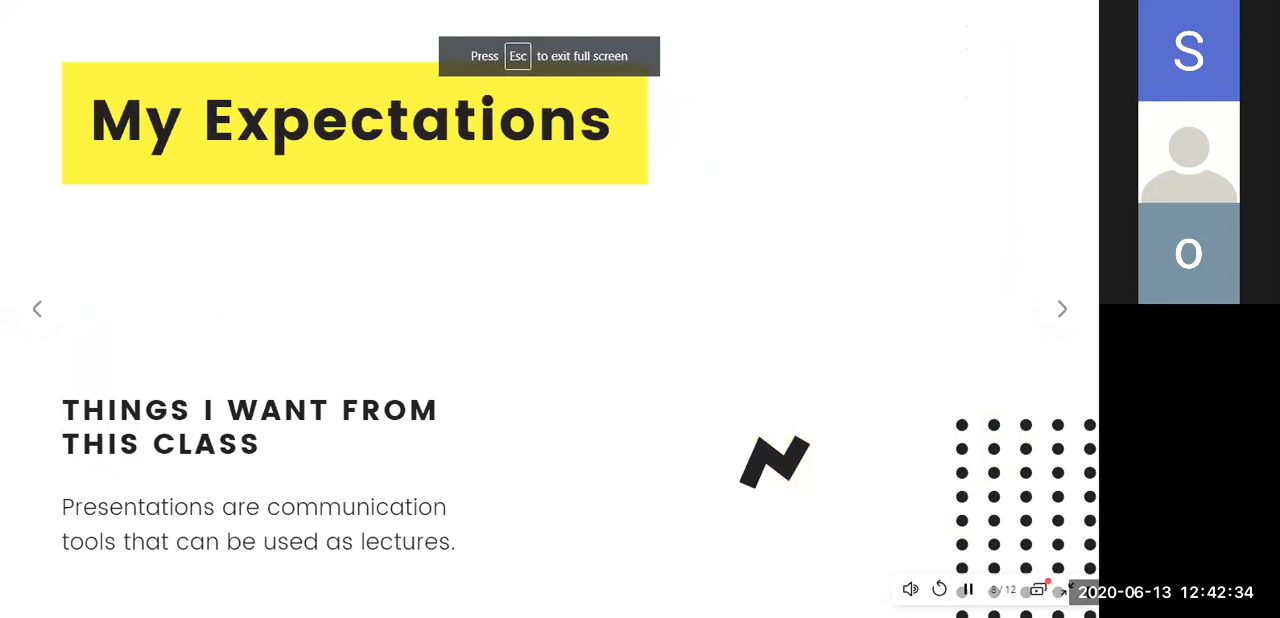 Press Esc to exit full screen
My Expectations
THINGS I WANT FROM
THIS CLASS
Presentations are communication
tools that can be used as lectures.
S
o
/ 12
2020-06-13 12:42:34